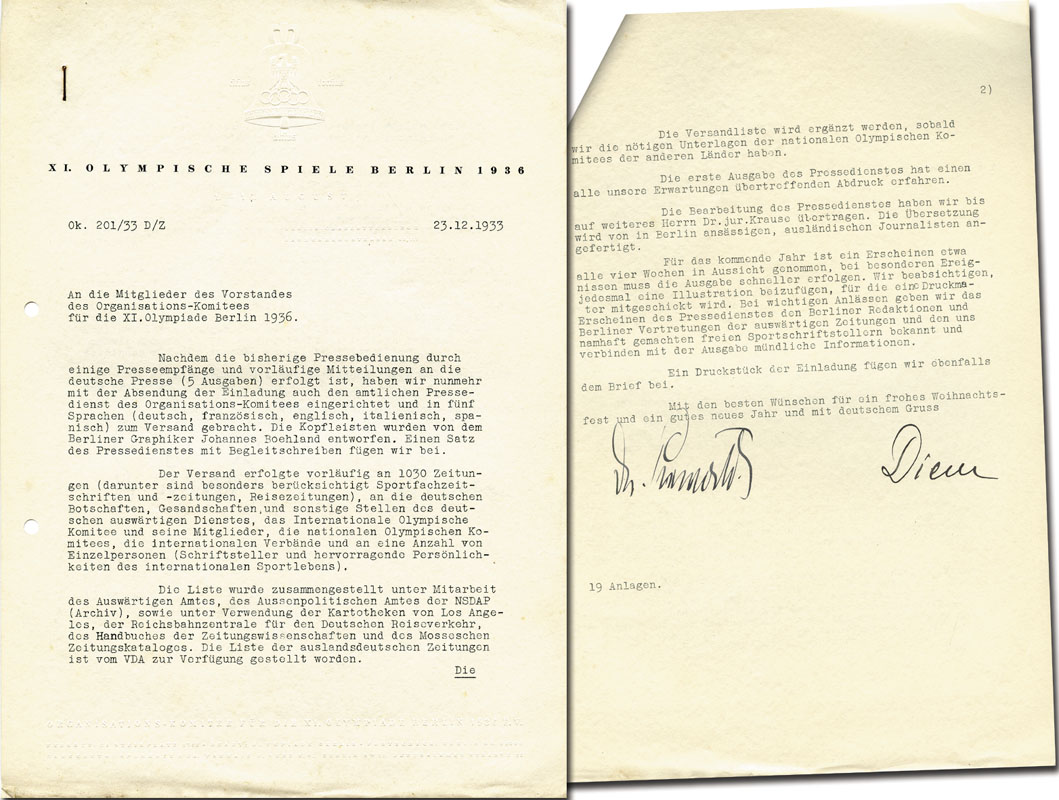 XI. OLYMPISCHE SPIELE BERLIN 1936
Ok. 201/33 D/Z
23.12.1933
An die Mitglieder des Vorstandes
des Organisations-Komitees
für die XI.Olympiade Berlin 1936.
Nachdem die bisherige Pressebedienung durch
einige Presseempfänge und vorläufige Mitteilungen an die
deutsche Presse (5 Ausgaben) erfolgt ist, haben wir nunmehr
mit der Absendung der Einladung auch den amtlichen Presse-
dienst des Organisations-Komitees eingerichtet und in fünf
Sprachen (deutsch, französisch, englisch, italienisch, spa-
nisch) zum Versand gebracht. Die Kopfleisten wurden von dem
Berliner Graphiker Johannes Boehland entworfen. Einen Satz
des Pressedienstes mit Begleitschreiben fügen wir bei.
Der Versand erfolgte vorläufig an 1030 Zeitun-
gen (darunter sind besonders berücksichtigt Sportfachzeit-
schriften und -zeitungen, Reisezeitungen), an die deutschen
Botschaften, Gesandschaften,und sonstige Stellen des deut-
schen auswärtigen Dienstes, das Internationale Olympische
Komitee und seine Mitglieder, die nationalen Olympischen Ko-
mitees, die internationalen Verbände und an eine Anzahl von
Einzelpersonen (Schriftsteller und hervorragende Persönlich-
keiten des internationalen Sportlebens).
Die Liste wurde zusammengestellt unter Mitarbeit
des Auswärtigen Amtes, des Aussenpolitischen Amtes der NSDAP
(Archiv), sowie unter Verwendung der Kartotheken von Los Ange-
les, der Reichsbahnzentrale für den Deutschen Reiseverkehr,
des Handbuches der Zeitungswissenschaften und des Mosseschen
Zeitungskataloges. Die Liste der auslandsdeutschen Zeitungen
ist vom VDA zur Verfügung gestellt worden.
Die
2)
Die Versandliste wird ergänzt werden, sobald
wir die nötigen Unterlagen der nationalen Olympischen Ko-
mitees der anderen Länder haben.
Die erste Ausgabe des Pressedienstes hat einen
alle unsere Erwartungen übertreffenden Abdruck erfahren.
Die Bearbeitung des Pressedienstes haben wir bis
auf weiteres Herrn Dr.jur.Krause übertragen. Die Übersetzung
wird von in Berlin ansässigen, ausländischen Journalisten an-
gefertigt.
Für das kommende Jahr ist ein Erscheinen etwa
alle vier Wochen in Aussicht genommen, bei besonderen Ereig-
nissen muss die Ausgabe schneller erfolgen. Wir beabsichtigen,
jedesmal eine Illustration beizufügen, für die eine Druckma-
ter mitgeschickt wird. Bei wichtigen Anlässen geben wir das
Erscheinen des Pressedienstes den Berliner Redaktionen und
Berliner Vertretungen der auswärtigen Zeitungen und den uns
namhaft gemachten freien Sportschriftstellern bekannt und
verbinden mit der Ausgabe mündliche Informationen.
Ein Druckstück der Einladung fügen wir ebenfalls
dem Brief bei.
Mit den besten Wünschen für ein frohes Weihnachts-
fest und ein gutes neues Jahr und mit deutschem Gruss
Dr.
Diem
19 Anlagen.